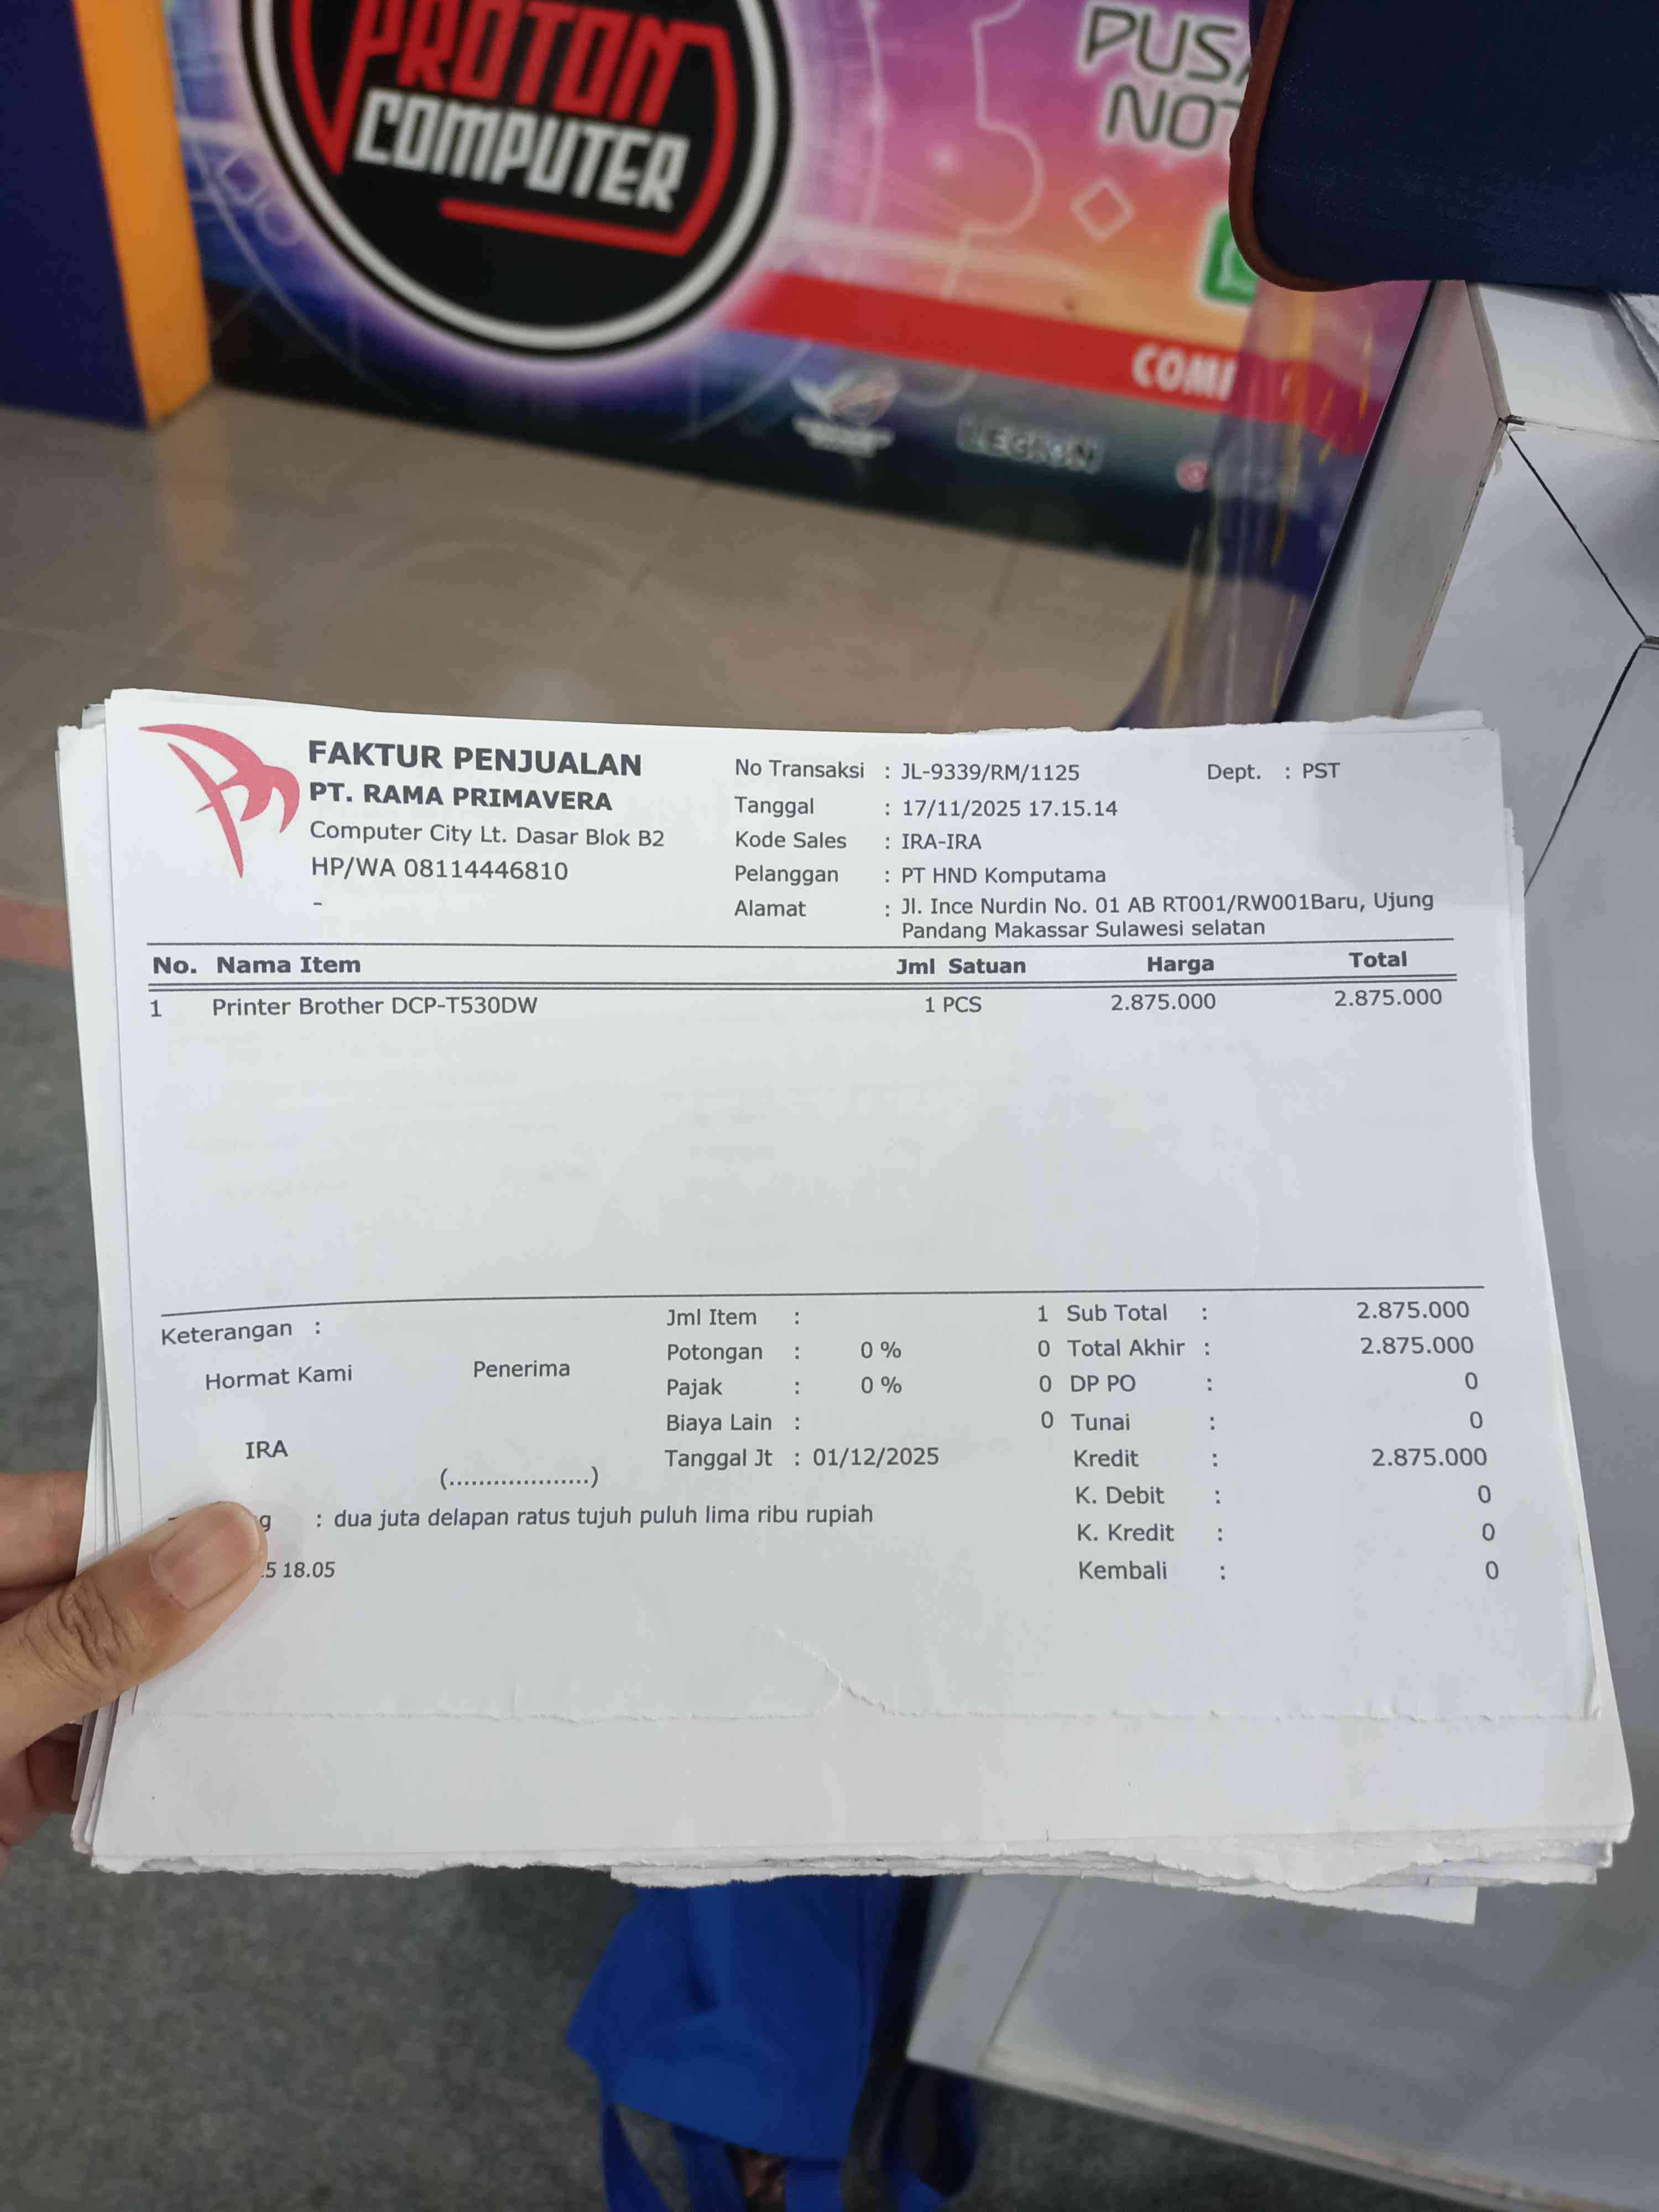 PROTON
COMPUTER
COM
LEGION
FAKTUR PENJUALAN
PT. RAMA PRIMAVERA
Computer City Lt. Dasar Blok B2
HP/WA 08114446810
-
No Transaksi : JL-9339/RM/1125 Dept. : PST
Tanggal : 17/11/2025 17.15.14
Kode Sales : IRA-IRA
Pelanggan : PT HND Komputama
Alamat : Jl. Ince Nurdin No. 01 AB RT001/RW001Baru, Ujung
Pandang Makassar Sulawesi selatan
No. Nama Item Jml Satuan Harga Total
1 Printer Brother DCP-T530DW 1 PCS 2.875.000 2.875.000
Keterangan :
Hormat Kami Penerima
IRA
(...................)
Jml Item : 1
Potongan : 0 % 0
Pajak : 0 % 0
Biaya Lain : 0
Tanggal Jt : 01/12/2025
Sub Total : 2.875.000
Total Akhir : 2.875.000
DP PO : 0
Tunai : 0
Kredit : 2.875.000
K. Debit : 0
K. Kredit : 0
Kembali : 0
: dua juta delapan ratus tujuh puluh lima ribu rupiah
18.05